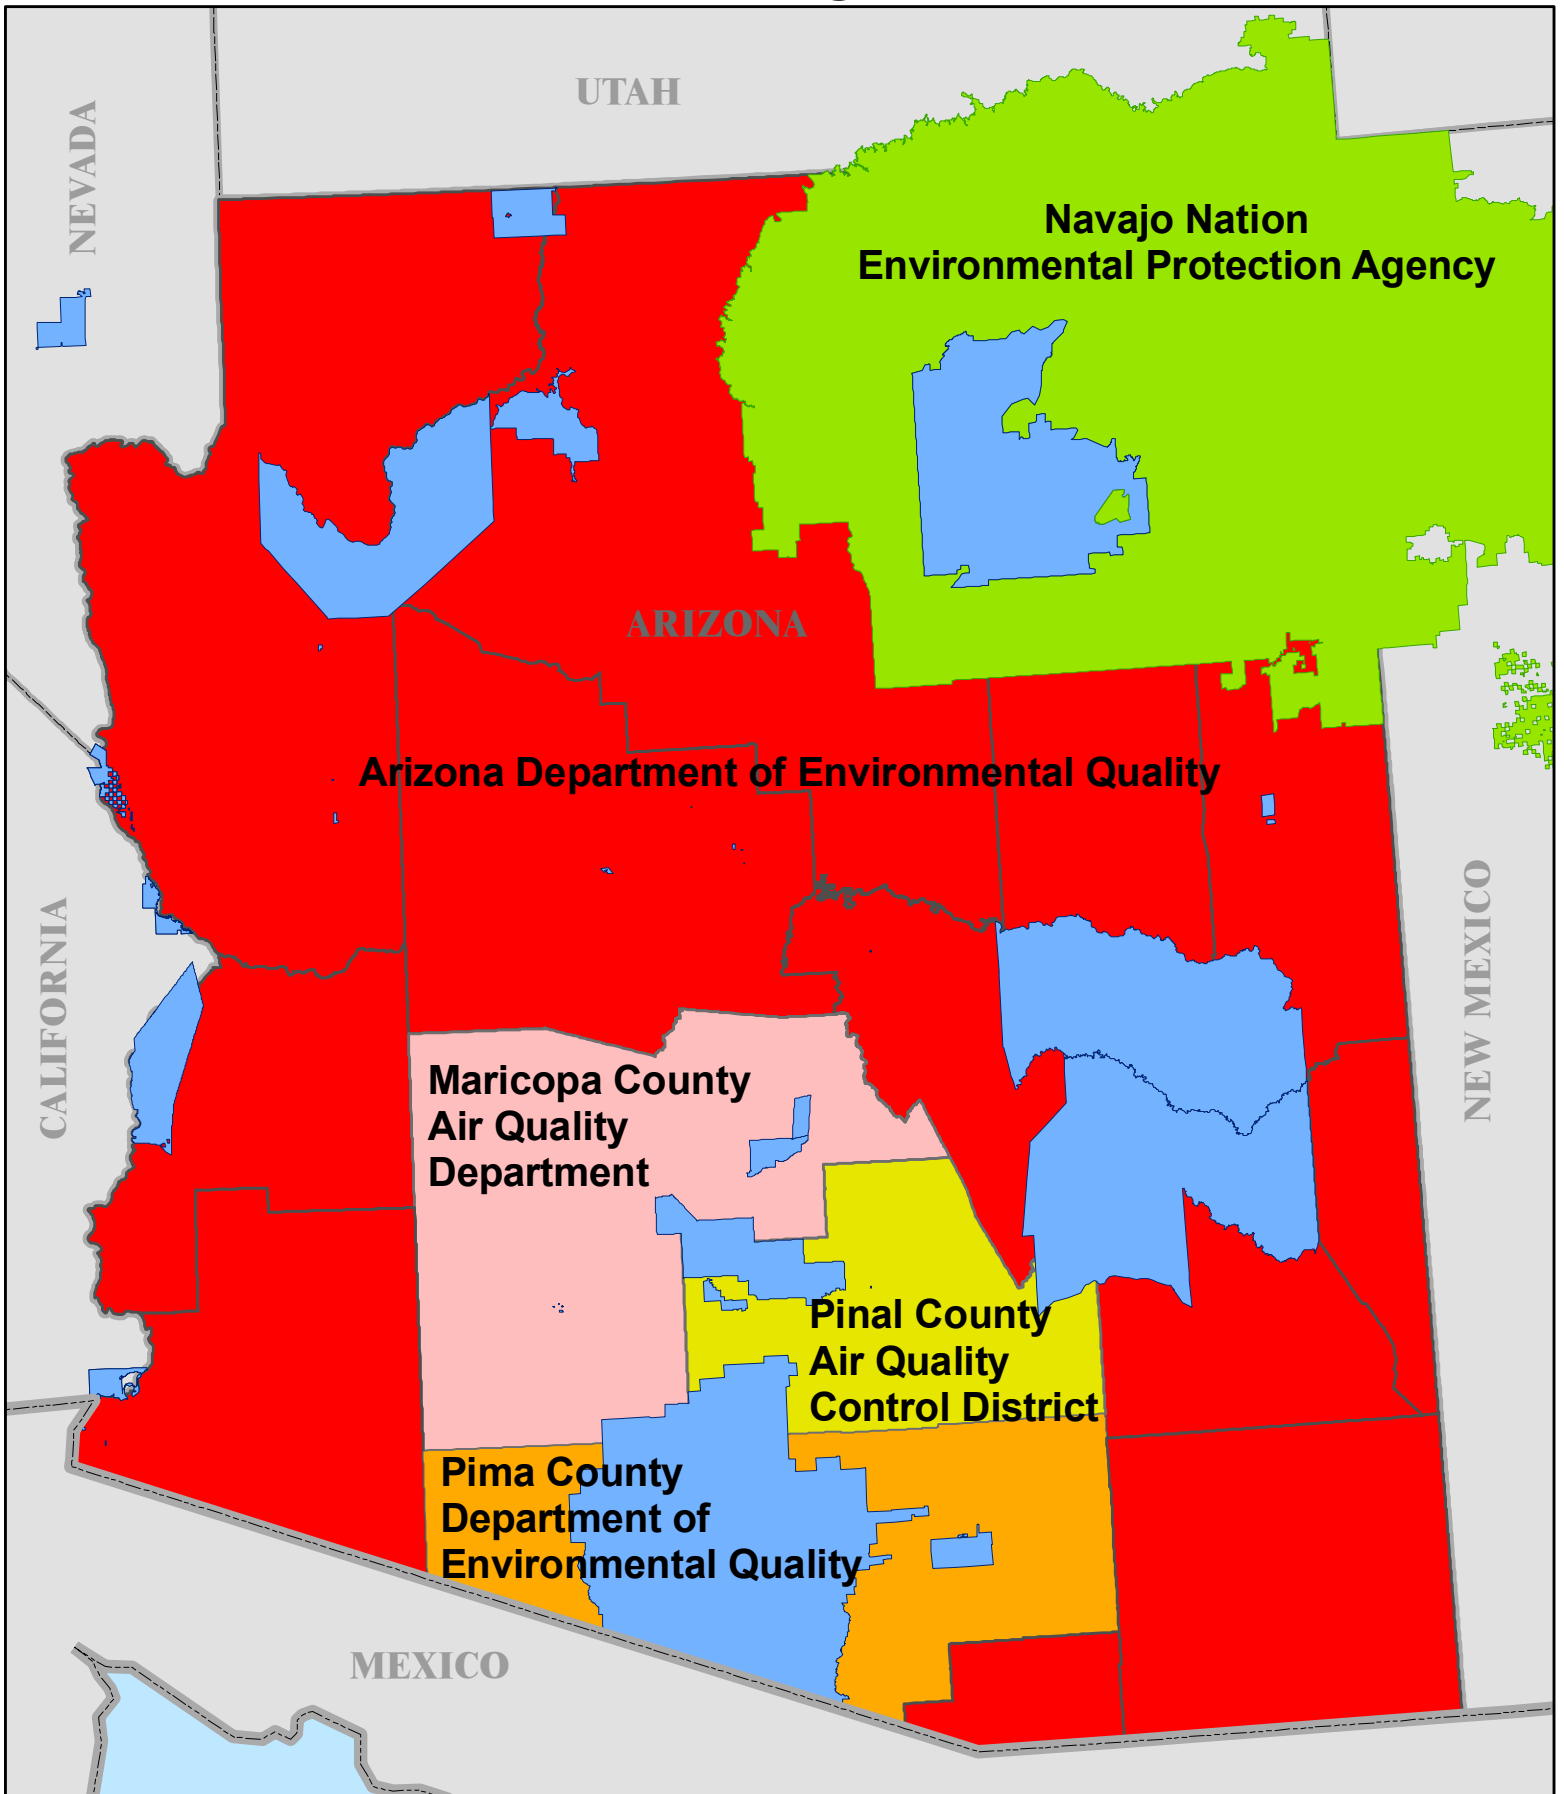 UTAH
NEVADA
Navajo Nation
Environmental Protection Agency
ARIZONA
Arizona Department of Environmental Quality
CALIFORNIA
NEW MEXICO
Maricopa County
Air Quality
Department
Pinal County
Air Quality
Control District
Pima County
Department of
Environmental Quality
MEXICO